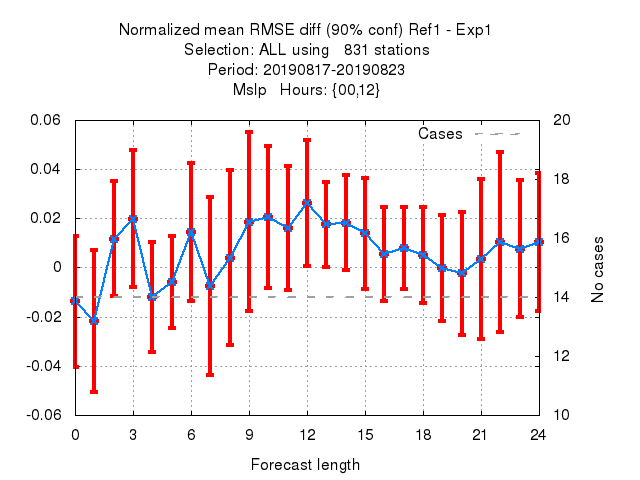 Normalized mean RMSE diff (90% conf) Ref1 - Exp1
Selection: ALL using   831 stations
Period: 20190817-20190823
Mslp   Hours: {00,12}
Cases
0.06
0.04
0.02
0
-0.02
-0.04
-0.06
20
18
16
14
12
10
No cases
0 3 6 9 12 15 18 21 24
Forecast length